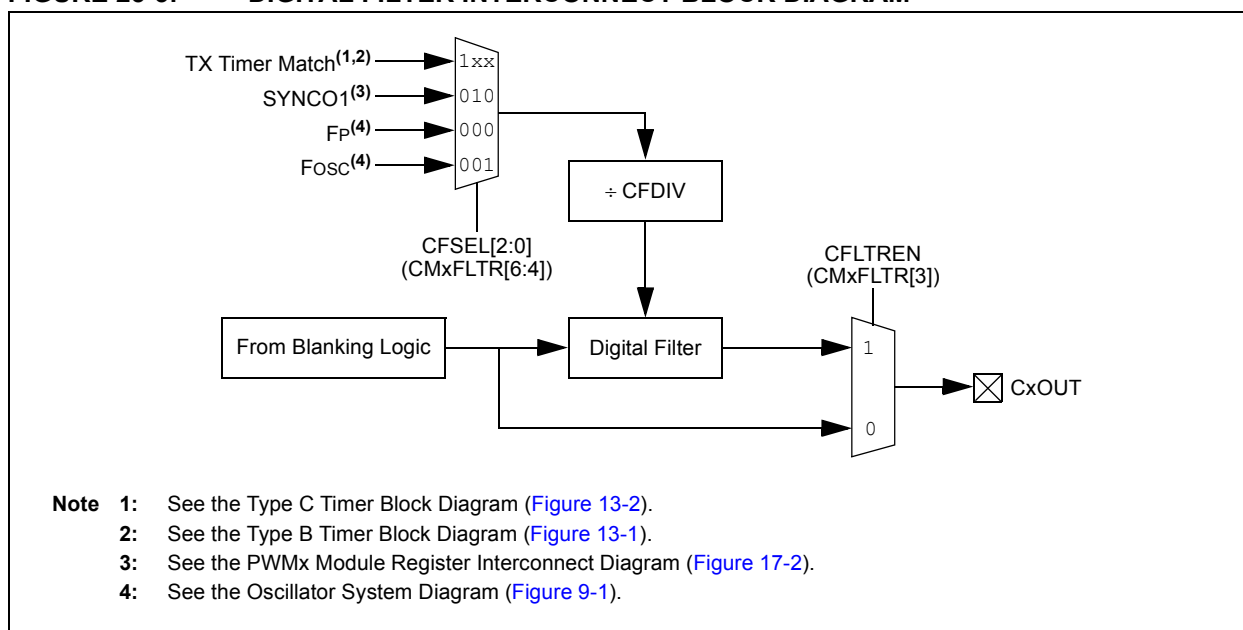 TX Timer Match(1,2)
SYNCO1(3)
FP(4)
FOSC(4)
1xx
010
000
001
÷ CFDIV
CFSEL[2:0]
(CMxFLTR[6:4])
CFLTREN
(CMxFLTR[3])
From Blanking Logic
Digital Filter
1
0
CxOUT
Note 1: See the Type C Timer Block Diagram (Figure 13-2).
2: See the Type B Timer Block Diagram (Figure 13-1).
3: See the PWMx Module Register Interconnect Diagram (Figure 17-2).
4: See the Oscillator System Diagram (Figure 9-1).